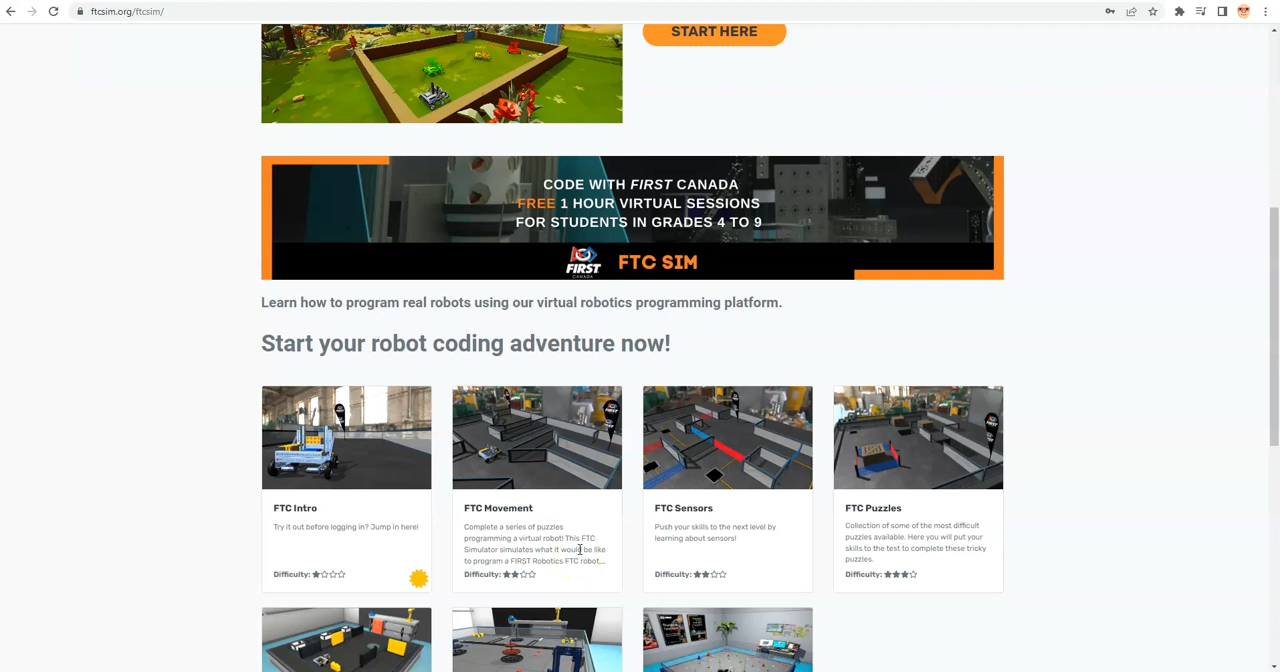 ftcsim.org/ftcsim/
START HERE
CODE WITH FIRST CANADA
FREE 1 HOUR VIRTUAL SESSIONS
FOR STUDENTS IN GRADES 4 TO 9
FIRST
CANADA
FTC SIM
Learn how to program real robots using our virtual robotics programming platform.
Start your robot coding adventure now!
FTC Intro
Try it out before logging in? Jump in here!
Difficulty:
FTC Movement
Complete a series of puzzles
programming a virtual robot! This FTC
Simulator simulates what it would be like
to program a FIRST Robotics FTC robot....
Difficulty:
FTC Sensors
Push your skills to the next level by
learning about sensors!
Difficulty:
FTC Puzzles
Collection of some of the most difficult
puzzles available. Here you will put your
skills to the test to complete these tricky
puzzles.
Difficulty: